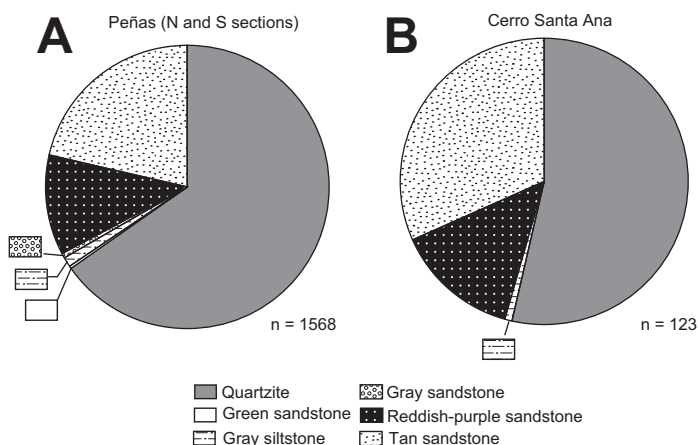 A
Peñas (N and S sections)
n = 1568
B
Cerro Santa Ana
n = 123
Quartzite
Green sandstone
Gray siltstone
Gray sandstone
Reddish-purple sandstone
Tan sandstone